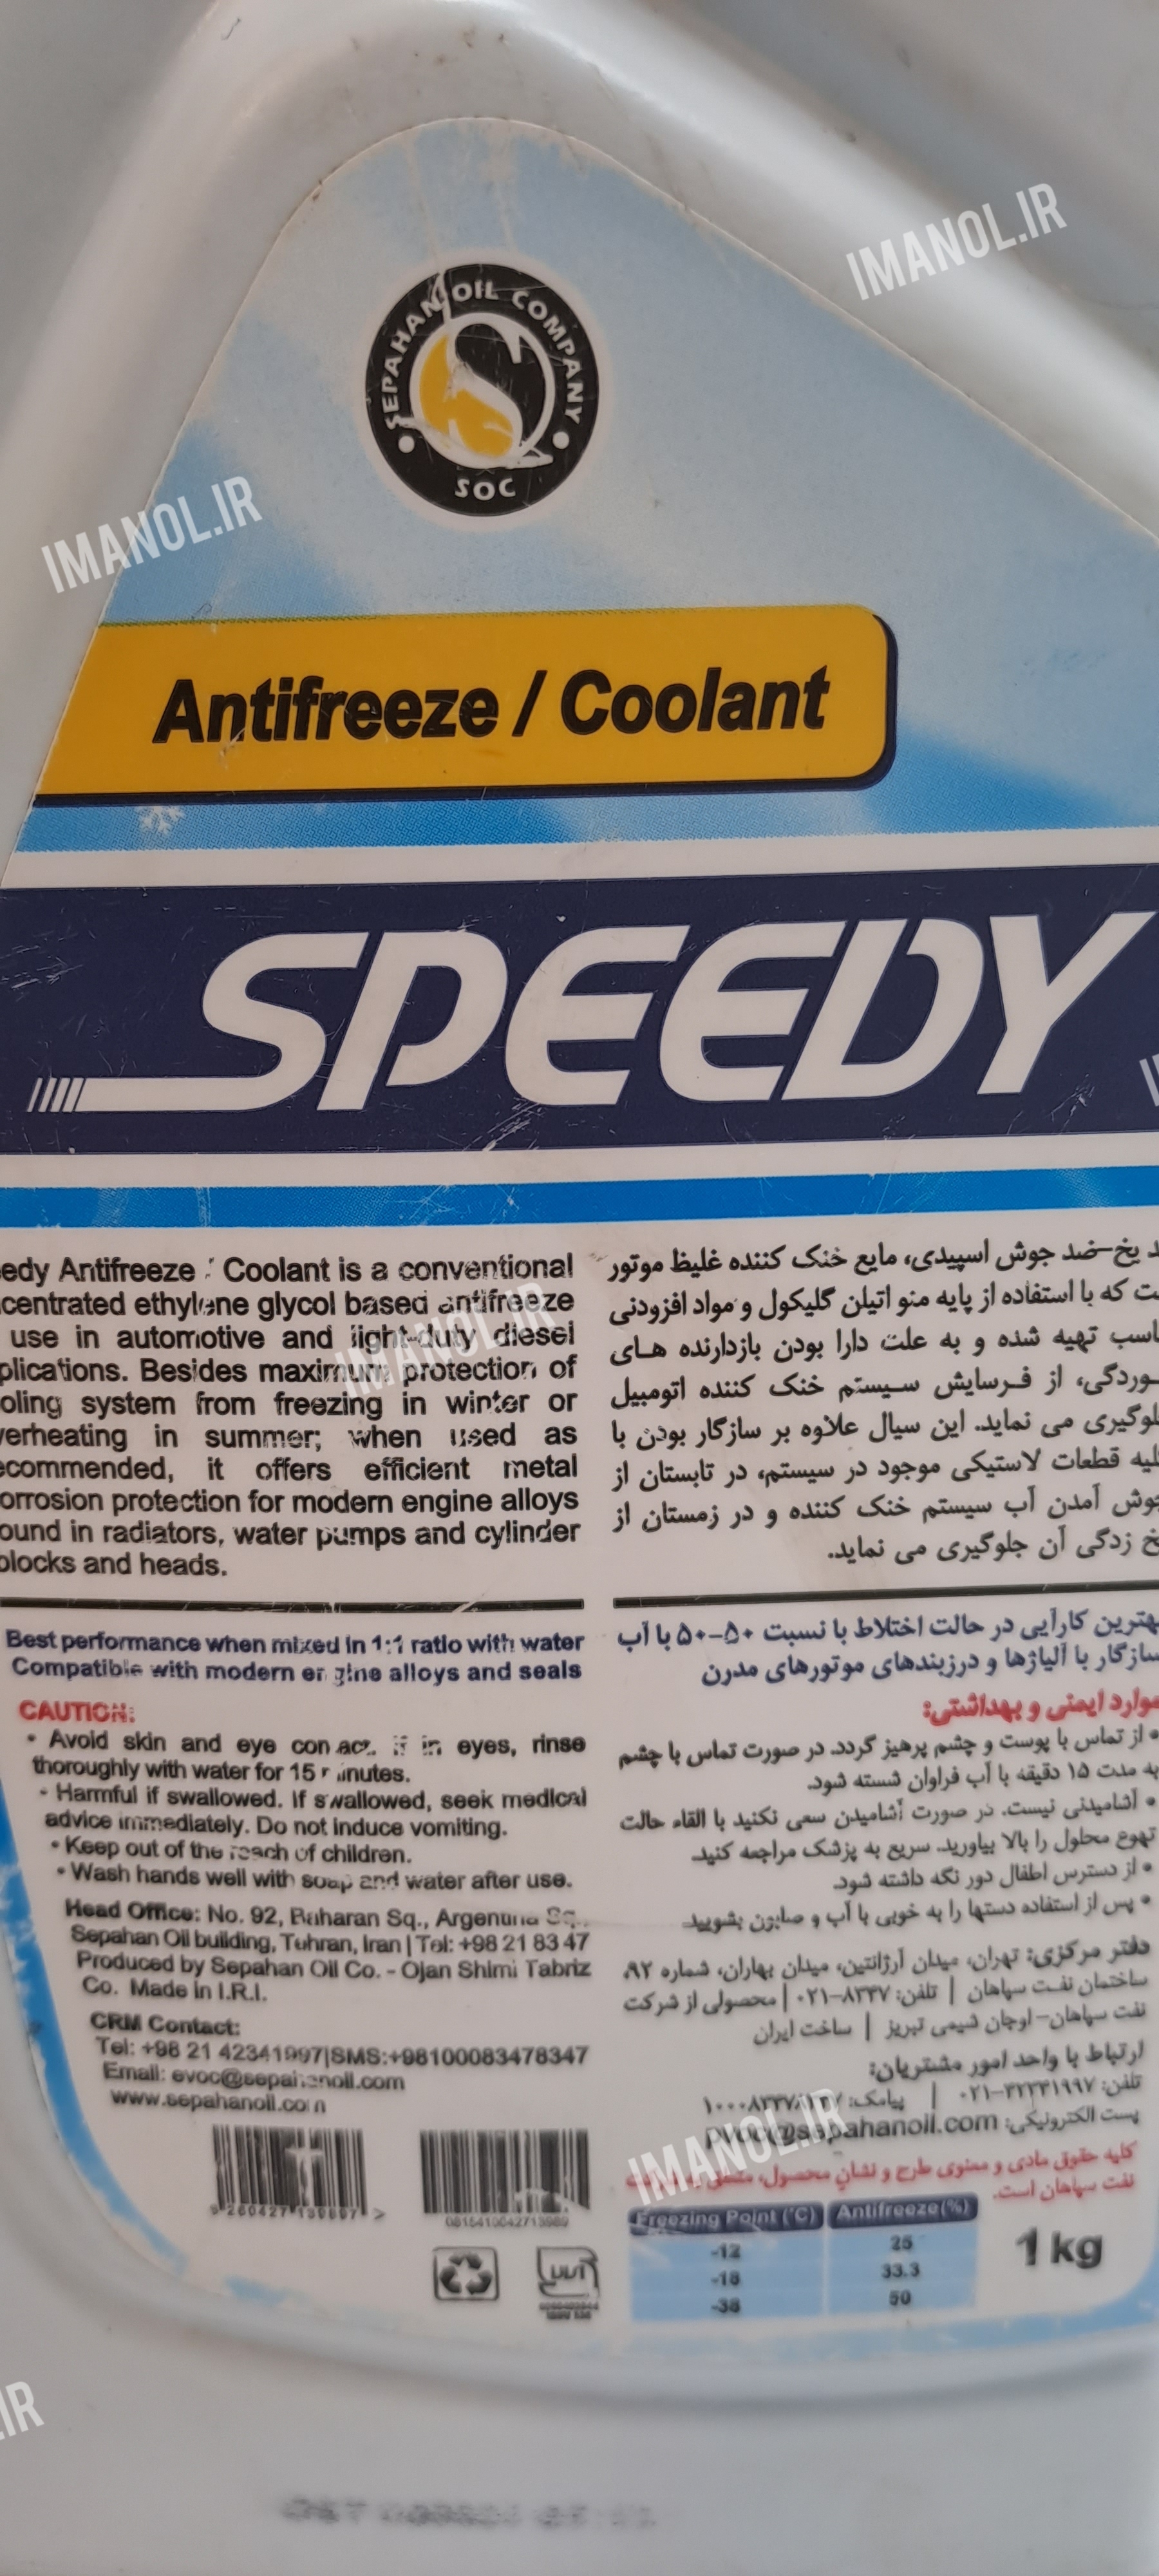 IMANOL.IR
SEPAHAN OIL COMPANY
SOC
IMANOL.IR
Antifreeze / Coolant
SPEEDY
edy Antifreeze / Coolant is a conventional
centrated ethylene glycol based antifreeze
use in automotive and light-duty diesel
plications. Besides maximum protection of
oling system from freezing in winter or
verheating in summer; when used as
ecommended, it offers efficient metal
orrosion protection for modern engine alloys
ound in radiators, water pumps and cylinder
blocks and heads.
IMANOL.IR
Best performance when mixed in 1:1 ratio with water
Compatible with modern engine alloys and seals
CAUTION:
• Avoid skin and eye contact. if in eyes, rinse
thoroughly with water for 15 minutes.
• Harmful if swallowed. If swallowed, seek medical
advice immediately. Do not induce vomiting.
• Keep out of the reach of children.
• Wash hands well with soap and water after use.
Head Office: No. 92, Baharan Sq., Argentina Sq.,
Sepahan Oil building, Tehran, Iran | Tel: +98 21 83 47
Produced by Sepahan Oil Co. - Ojan Shimi Tabriz
Co. Made in I.R.I.
CRM Contact:
Tel: +98 21 42341997|SMS:+981000083478347
Email: evoc@sepahanoil.com
www.sepahanoil.com
د یخ-ضد جوش اسپیدی، مایع خنک کننده غلیظ موتور
ت که با استفاده از پایه منو اتیلن گلیکول و مواد افزودنی
اسب تهیه شده و به علت دارا بودن بازدارنده های
وردگی، از فرسایش سیستم خنک کننده اتومبیل
لوگیری می نماید. این سیال علاوه بر سازگار بودن با
لیه قطعات لاستیکی موجود در سیستم، در تابستان از
جوش آمدن آب سیستم خنک کننده و در زمستان از
خ زدگی آن جلوگیری می نماید.
بهترین کارآیی در حالت اختلاط با نسبت ۵۰-۵۰ با آب
سازگار با آلیاژها و درزبندهای موتورهای مدرن
موارد ایمنی و بهداشتی:
• از تماس با پوست و چشم پرهیز گردد. در صورت تماس با چشم
به مدت ۱۵ دقیقه با آب فراوان شسته شود.
• آشامیدنی نیست. در صورت آشامیدن سعی نکنید با القاء حالت
تهوع محلول را بالا بیاورید. سریع به پزشک مراجعه کنید.
• از دسترس اطفال دور نگه داشته شود.
• پس از استفاده دستها را به خوبی با آب و صابون بشویید.
دفتر مرکزی: تهران، میدان آرژانتین، میدان بهاران، شماره ۹۲،
ساختمان نفت سپاهان | تلفن: ۸۳۴۷-۰۲۱ | محصولی از شرکت
نفت سپاهان- اوجان شیمی تبریز | ساخت ایران
ارتباط با واحد امور مشتریان:
تلفن: | پیامک:
پست الکترونیکی: @sepahanoil.com
IMANOL.IR
کلیه حقوق مادی و معنوی طرح و نشان محصول، متعلق به شرکت
نفت سپاهان است.
Freezing Point (°C) Antifreeze(%)
-12 25
-18 33.3
-38 50
1 kg